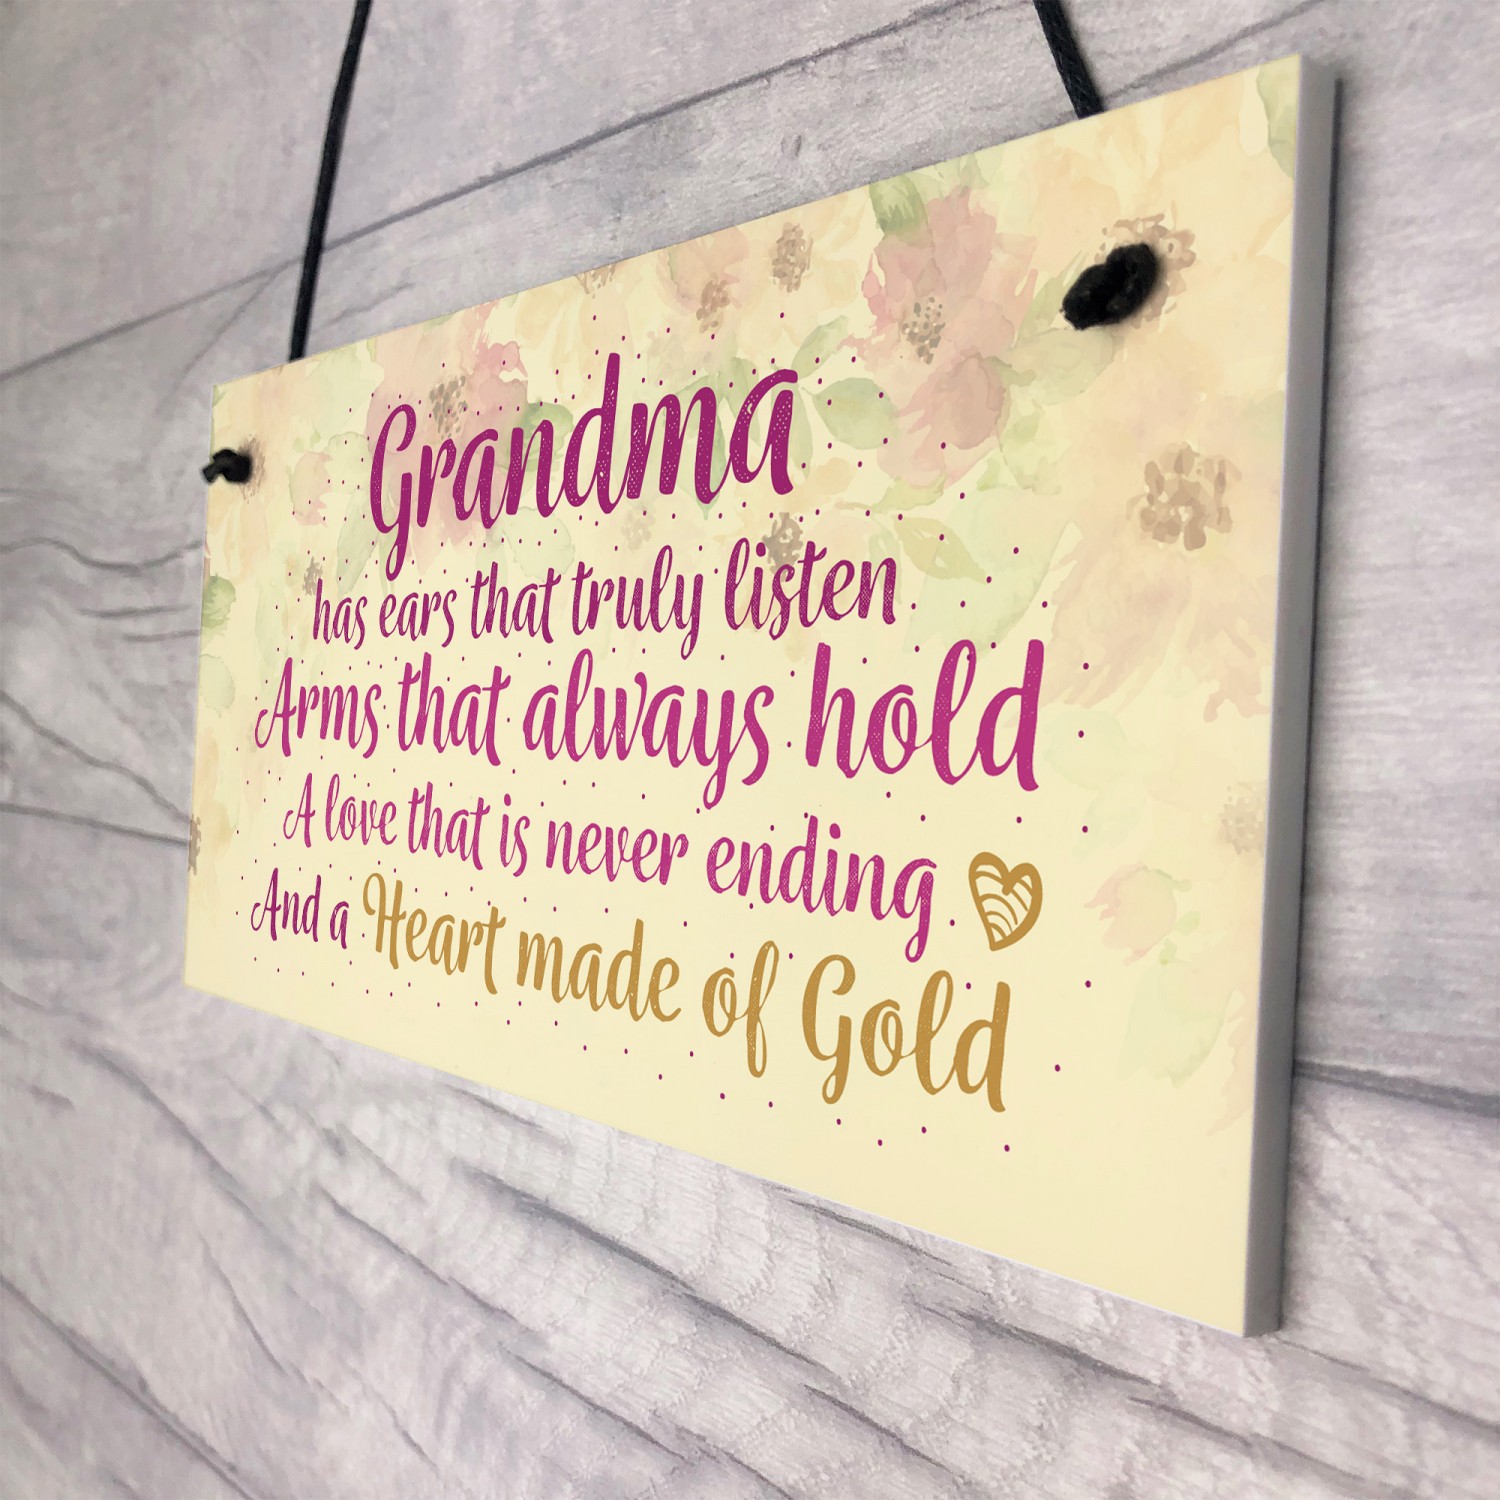 Grandma
has ears that truly listen
Arms that always hold
A love that is never ending
And a Heart made of Gold